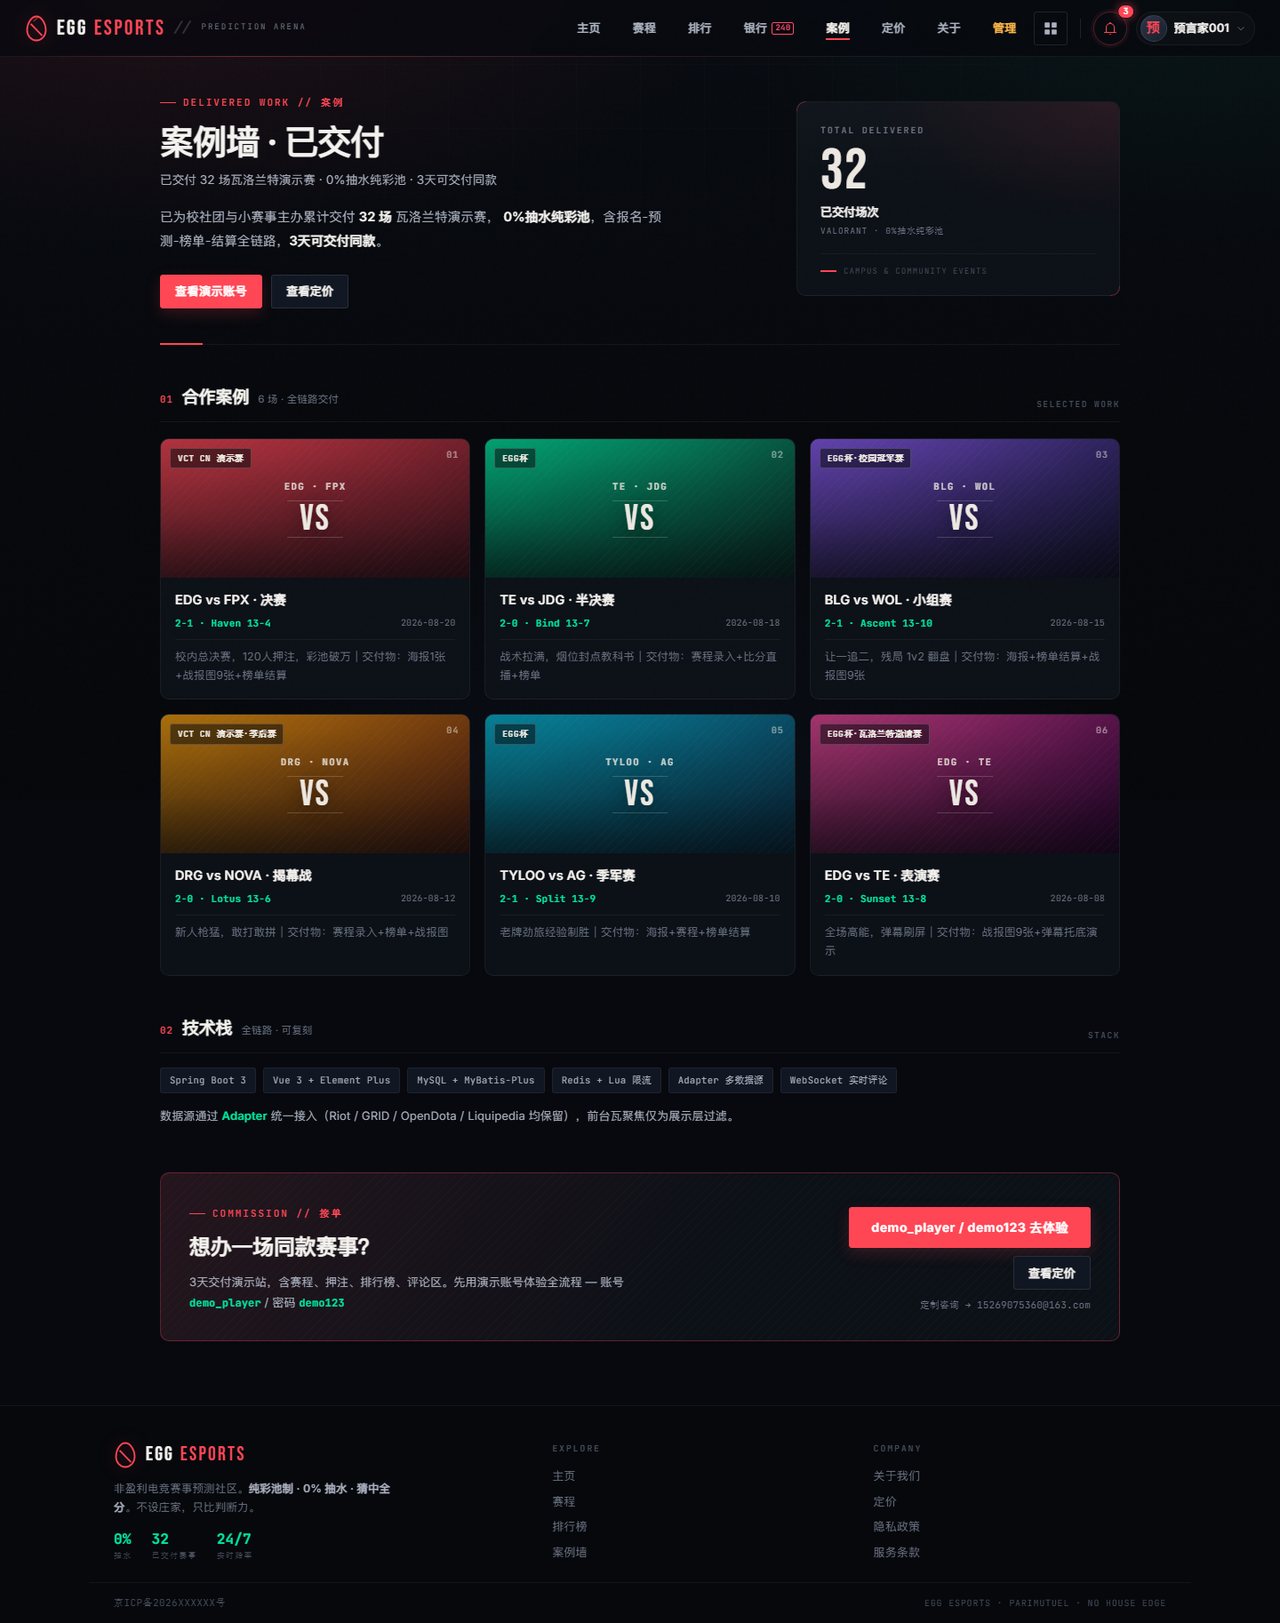 EGG ESPORTS // PREDICTION ARENA
主页 赛程 排行 银行 240 案例 定价 关于 管理 3 预 预言家001
DELIVERED WORK // 案例
案例墙 · 已交付
已交付 32 场瓦洛兰特演示赛 · 0%抽水纯彩池 · 3天可交付同款
已为校社团与小赛事主办累计交付 32 场 瓦洛兰特演示赛， 0%抽水纯彩池，含报名-预
测-榜单-结算全链路，3天可交付同款。
查看演示账号 查看定价
TOTAL DELIVERED
32
已交付场次
VALORANT · 0%抽水纯彩池
CAMPUS & COMMUNITY EVENTS
01 合作案例 6 场 · 全链路交付 SELECTED WORK
VCT CN 演示赛 01
EDG · FPX
VS
EDG vs FPX · 决赛
2-1 · Haven 13-4 2026-08-20
校内总决赛，120人押注，彩池破万 | 交付物：海报1张
+战报图9张+榜单结算
EGG杯 02
TE · JDG
VS
TE vs JDG · 半决赛
2-0 · Bind 13-7 2026-08-18
战术拉满，烟位封点教科书 | 交付物：赛程录入+比分直
播+榜单
EGG杯·校园冠军赛 03
BLG · WOL
VS
BLG vs WOL · 小组赛
2-1 · Ascent 13-10 2026-08-15
让一追二，残局 1v2 翻盘 | 交付物：海报+榜单结算+战
报图9张
VCT CN 演示赛·季后赛 04
DRG · NOVA
VS
DRG vs NOVA · 揭幕战
2-0 · Lotus 13-6 2026-08-12
新人枪猛，敢打敢拼 | 交付物：赛程录入+榜单+战报图
EGG杯 05
TYLOO · AG
VS
TYLOO vs AG · 季军赛
2-1 · Split 13-9 2026-08-10
老牌劲旅经验制胜 | 交付物：海报+赛程+榜单结算
EGG杯·瓦洛兰特邀请赛 06
EDG · TE
VS
EDG vs TE · 表演赛
2-0 · Sunset 13-8 2026-08-08
全场高能，弹幕刷屏 | 交付物：战报图9张+弹幕托底演
示
02 技术栈 全链路 · 可复刻 STACK
Spring Boot 3 Vue 3 + Element Plus MySQL + MyBatis-Plus Redis + Lua 限流 Adapter 多数据源 WebSocket 实时评论
数据源通过 Adapter 统一接入（Riot / GRID / OpenDota / Liquipedia 均保留），前台瓦聚焦仅为展示层过滤。
COMMISSION // 接单
想办一场同款赛事？
3天交付演示站，含赛程、押注、排行榜、评论区。先用演示账号体验全流程 — 账号
demo_player / 密码 demo123
demo_player / demo123 去体验
查看定价
定制咨询 → 15269075360@163.com
EGG ESPORTS
非盈利电竞赛事预测社区。纯彩池制 · 0% 抽水 · 猜中全
分。不设庄家，只比判断力。
0% 32 24/7
抽水 已交付赛事 实时赔率
EXPLORE
主页
赛程
排行榜
案例墙
COMPANY
关于我们
定价
隐私政策
服务条款
京ICP备2026XXXXXX号
EGG ESPORTS · PARIMUTUEL · NO HOUSE EDGE